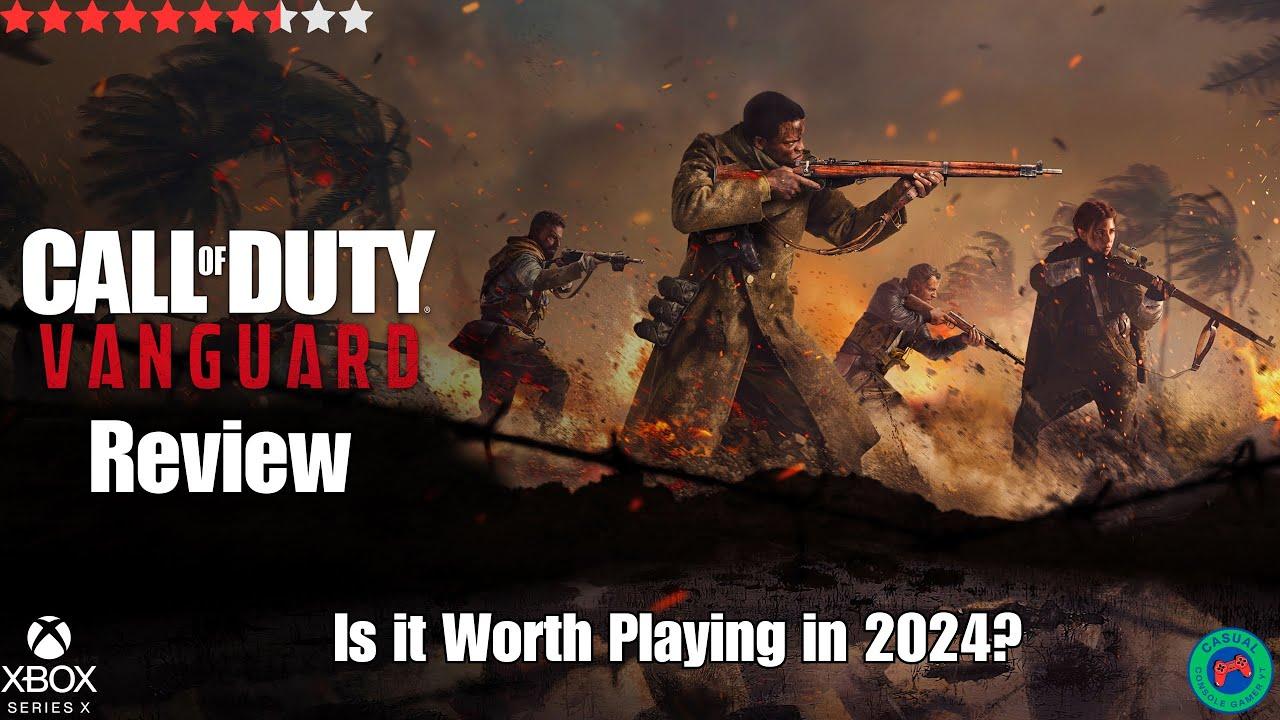 CALL OF DUTY®
VANGUARD
Review
Is it Worth Playing in 2024?
XBOX
SERIES X
CASUAL
CONSOLE GAMER YT